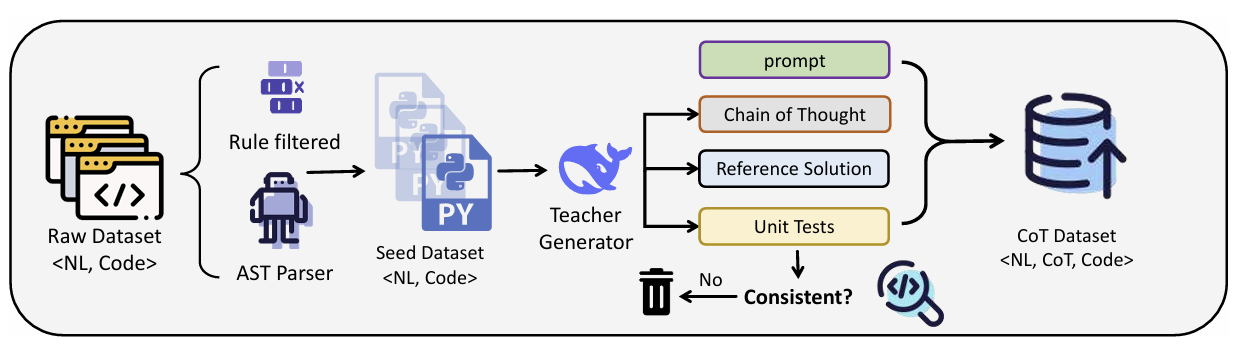 Raw Dataset
<NL, Code>
Rule filtered
AST Parser
PY
PY
PY
Seed Dataset
<NL, Code>
Teacher
Generator
prompt
Chain of Thought
Reference Solution
Unit Tests
Consistent?
No
CoT Dataset
<NL, CoT, Code>